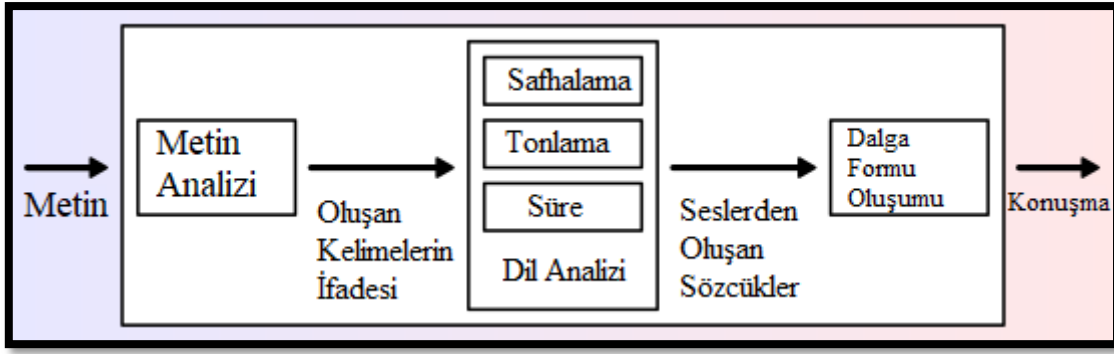 Metin
Metin
Analizi
Oluşan
Kelimelerin
İfadesi
Safhalama
Tonlama
Süre
Dil Analizi
Seslerden
Oluşan
Sözcükler
Dalga
Formu
Oluşumu
Konuşma